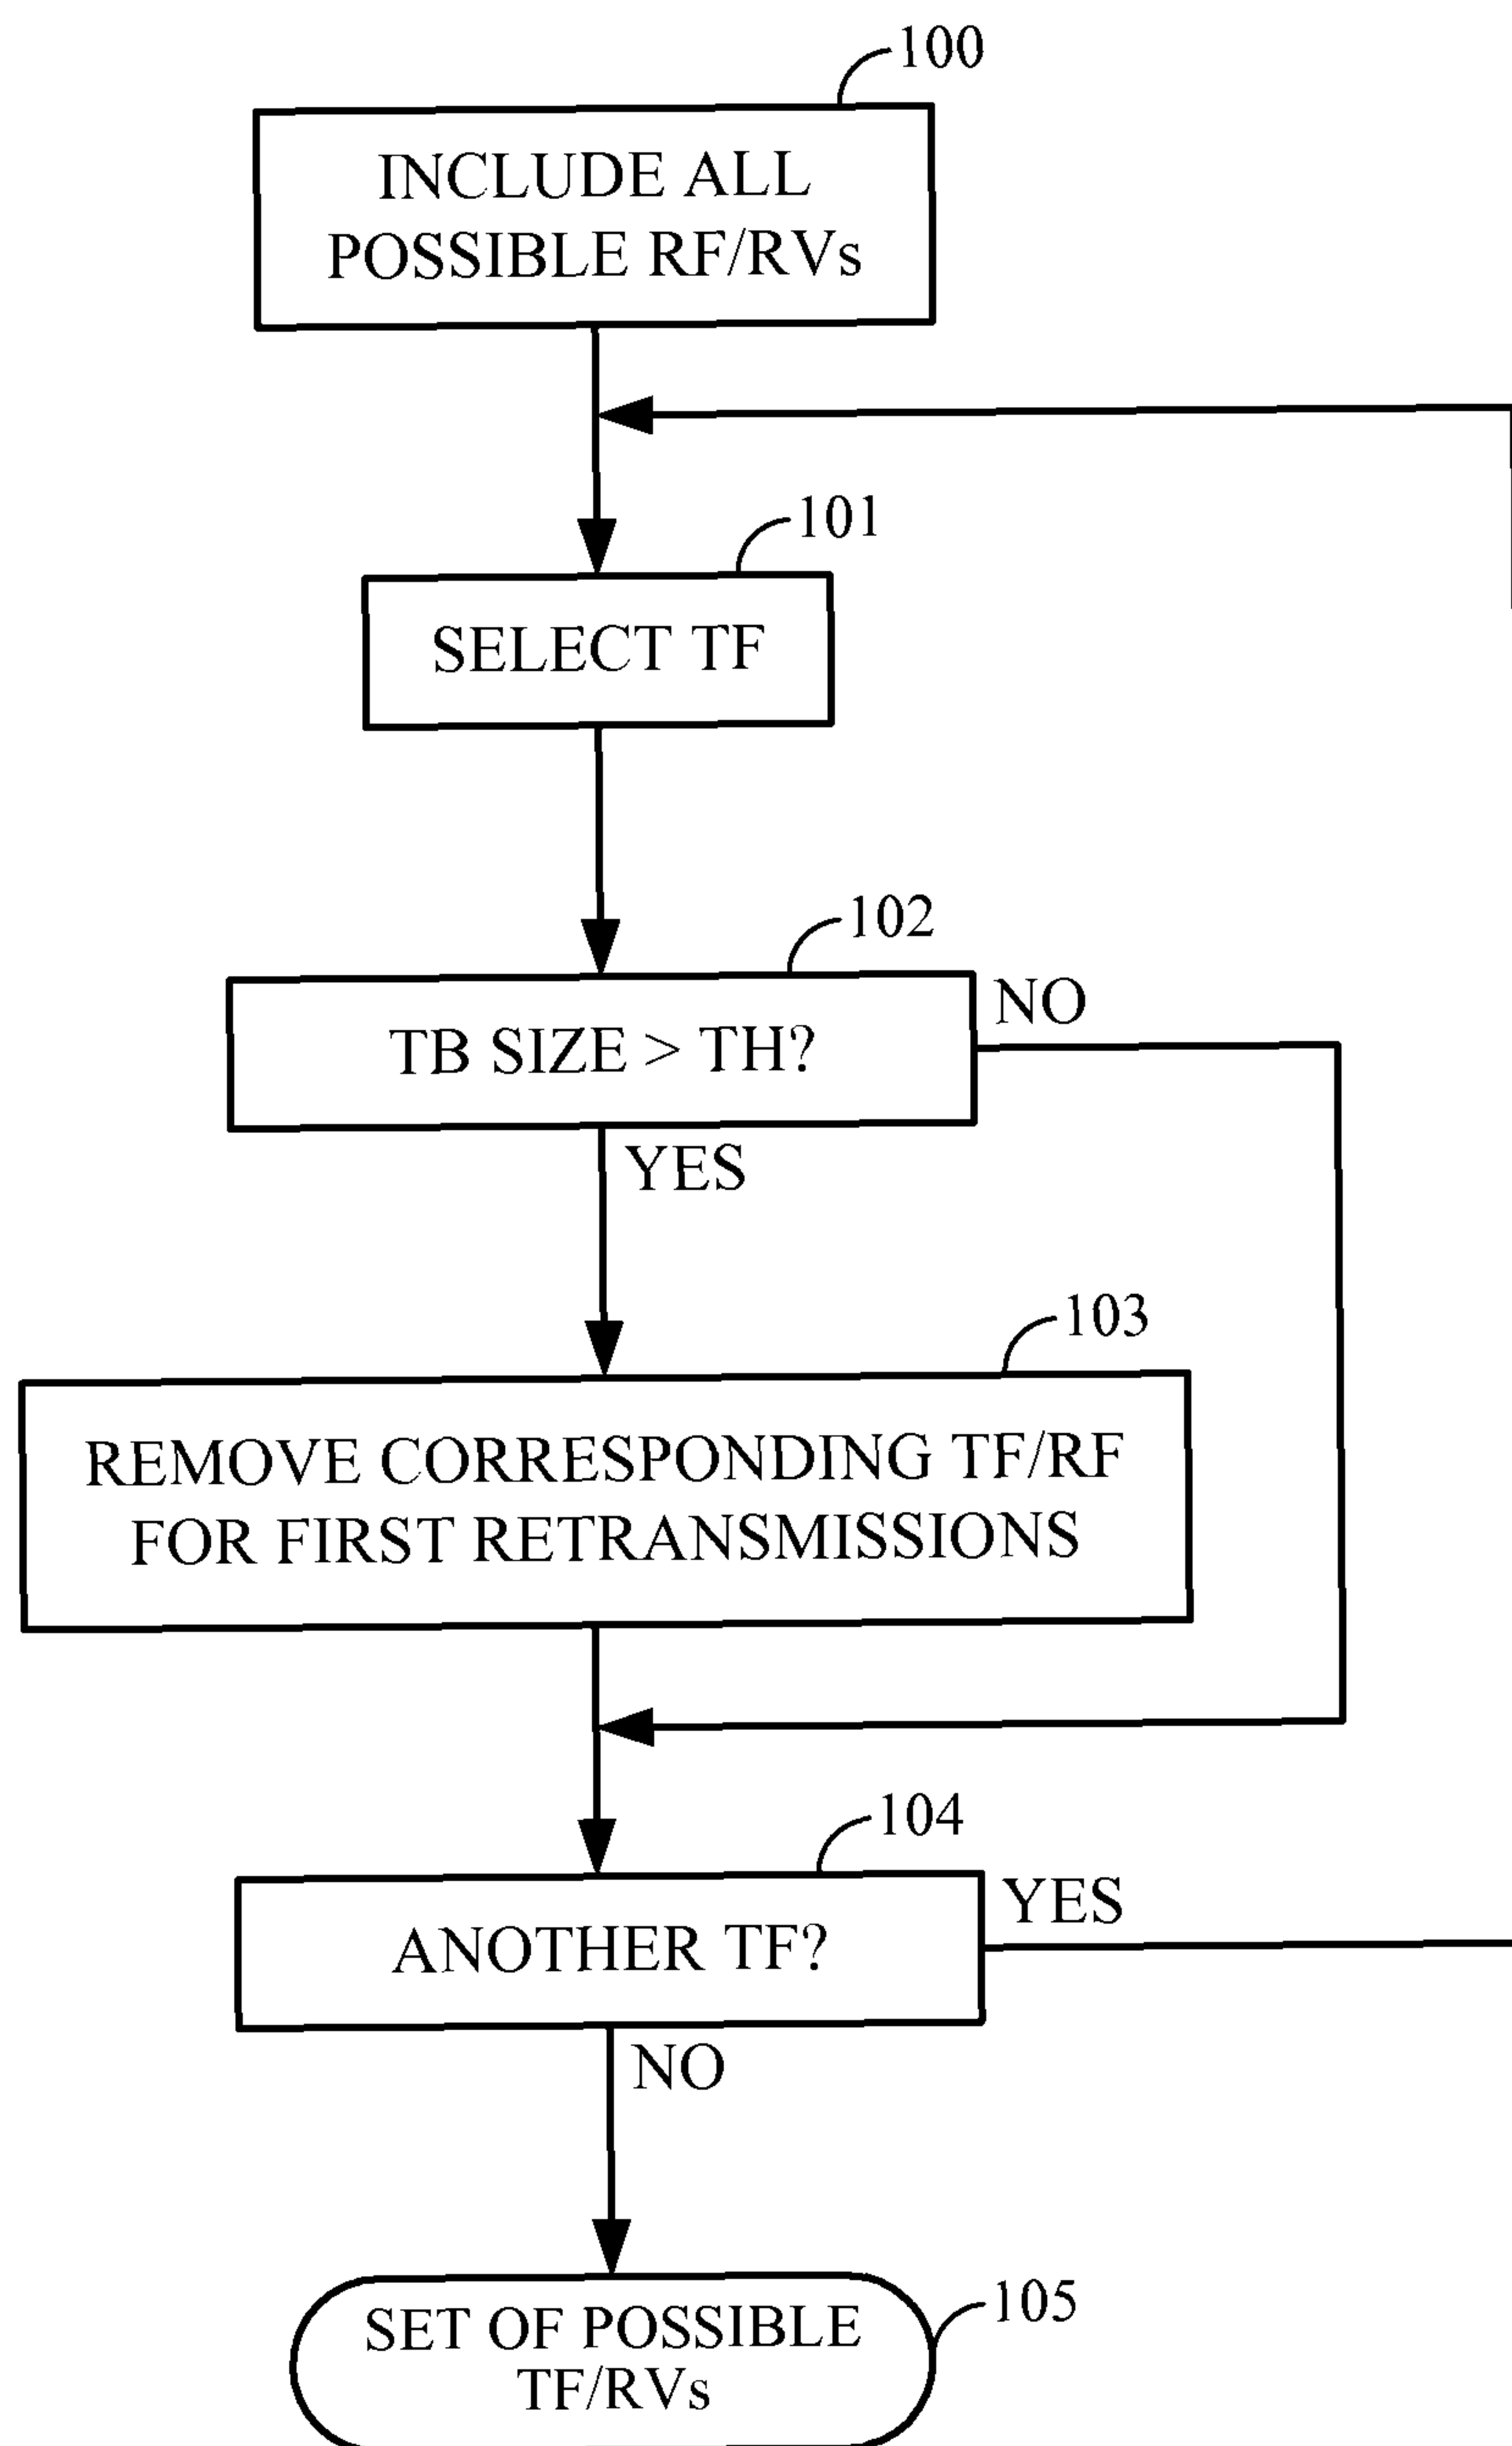 100
INCLUDE ALL
POSSIBLE RF/RVs
101
SELECT TF
102
TB SIZE > TH?
NO
YES
103
REMOVE CORRESPONDING TF/RF
FOR FIRST RETRANSMISSIONS
104
ANOTHER TF?
YES
NO
105
SET OF POSSIBLE
TF/RVs